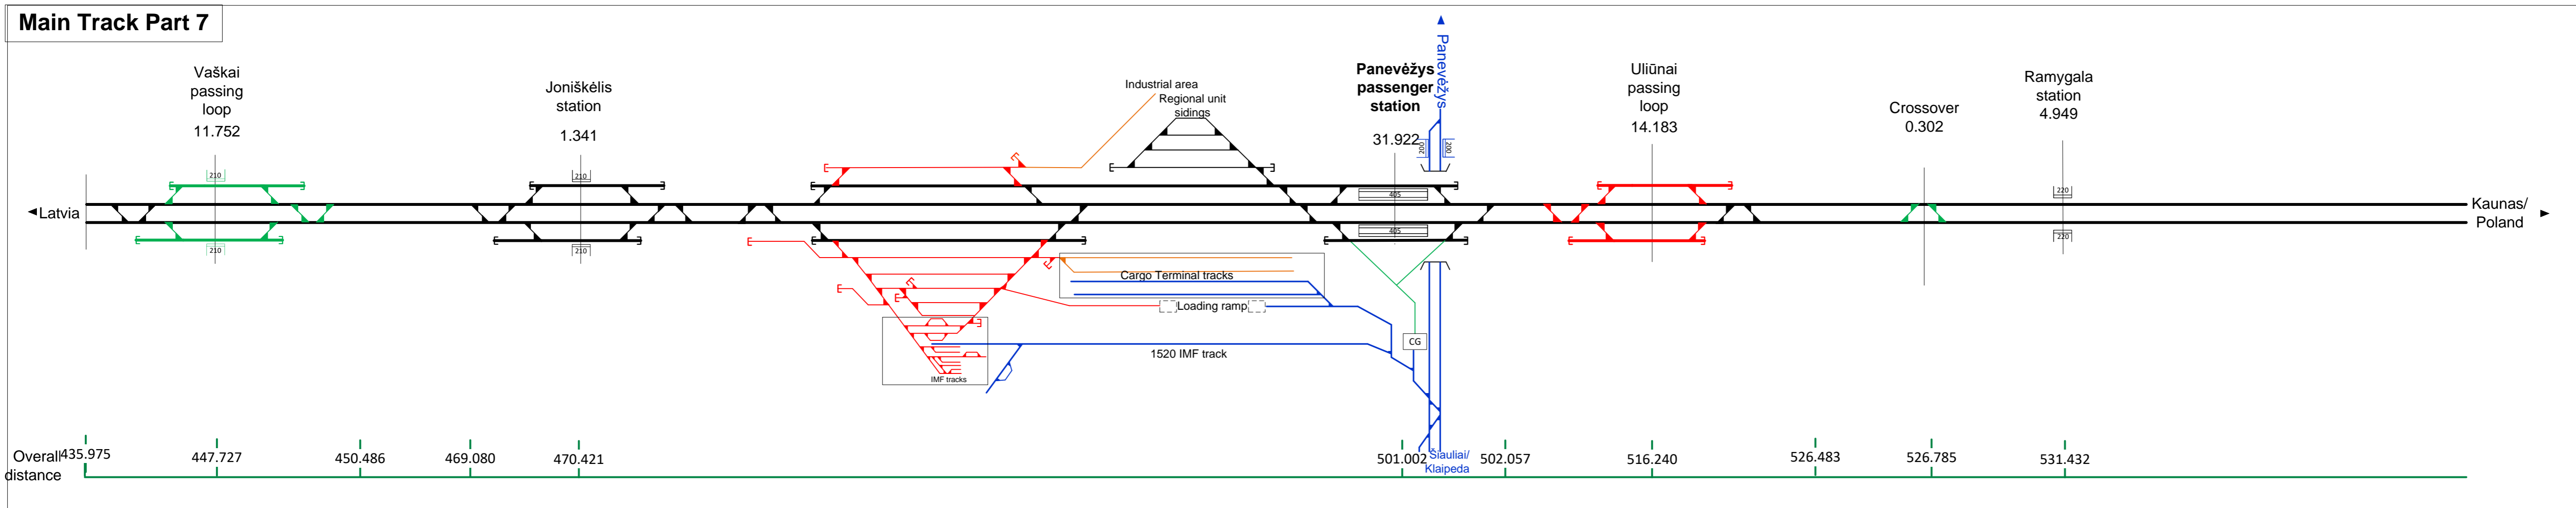 Main Track Part 7
Vaškai
passing
loop
11.752
Joniškėlis
station
1.341
Industrial area
Regional unit
sidings
Panevėžys
passenger
station
31.922
Panevėžys
200
200
Uliūnai
passing
loop
14.183
Crossover
0.302
Ramygala
station
4.949
210
210
405
220
Latvia
Kaunas/
Poland
210
210
405
220
Cargo Terminal tracks
Loading ramp
CG
1520 IMF track
IMF tracks
Overall
distance
435.975
447.727
450.486
469.080
470.421
501.002
Šiauliai/
Klaipeda
502.057
516.240
526.483
526.785
531.432